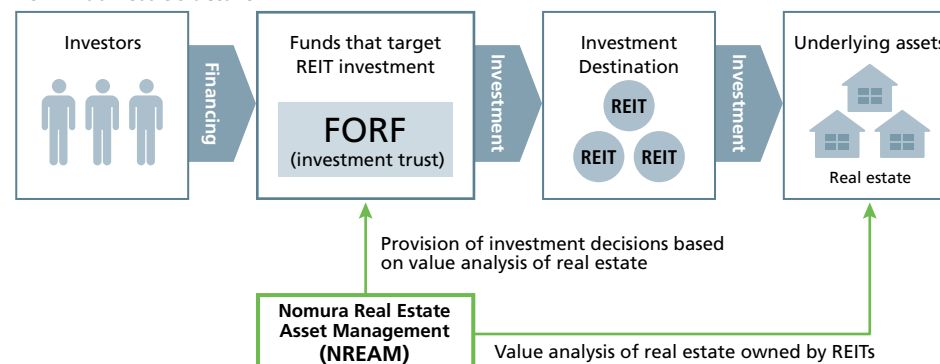 Investors
Financing
Funds that target
REIT investment
FORF
(investment trust)
Investment
Investment
Destination
REIT
REIT
REIT
Investment
Underlying assets
Real estate
Provision of investment decisions based
on value analysis of real estate
Nomura Real Estate
Asset Management
(NREAM)
Value analysis of real estate owned by REITs